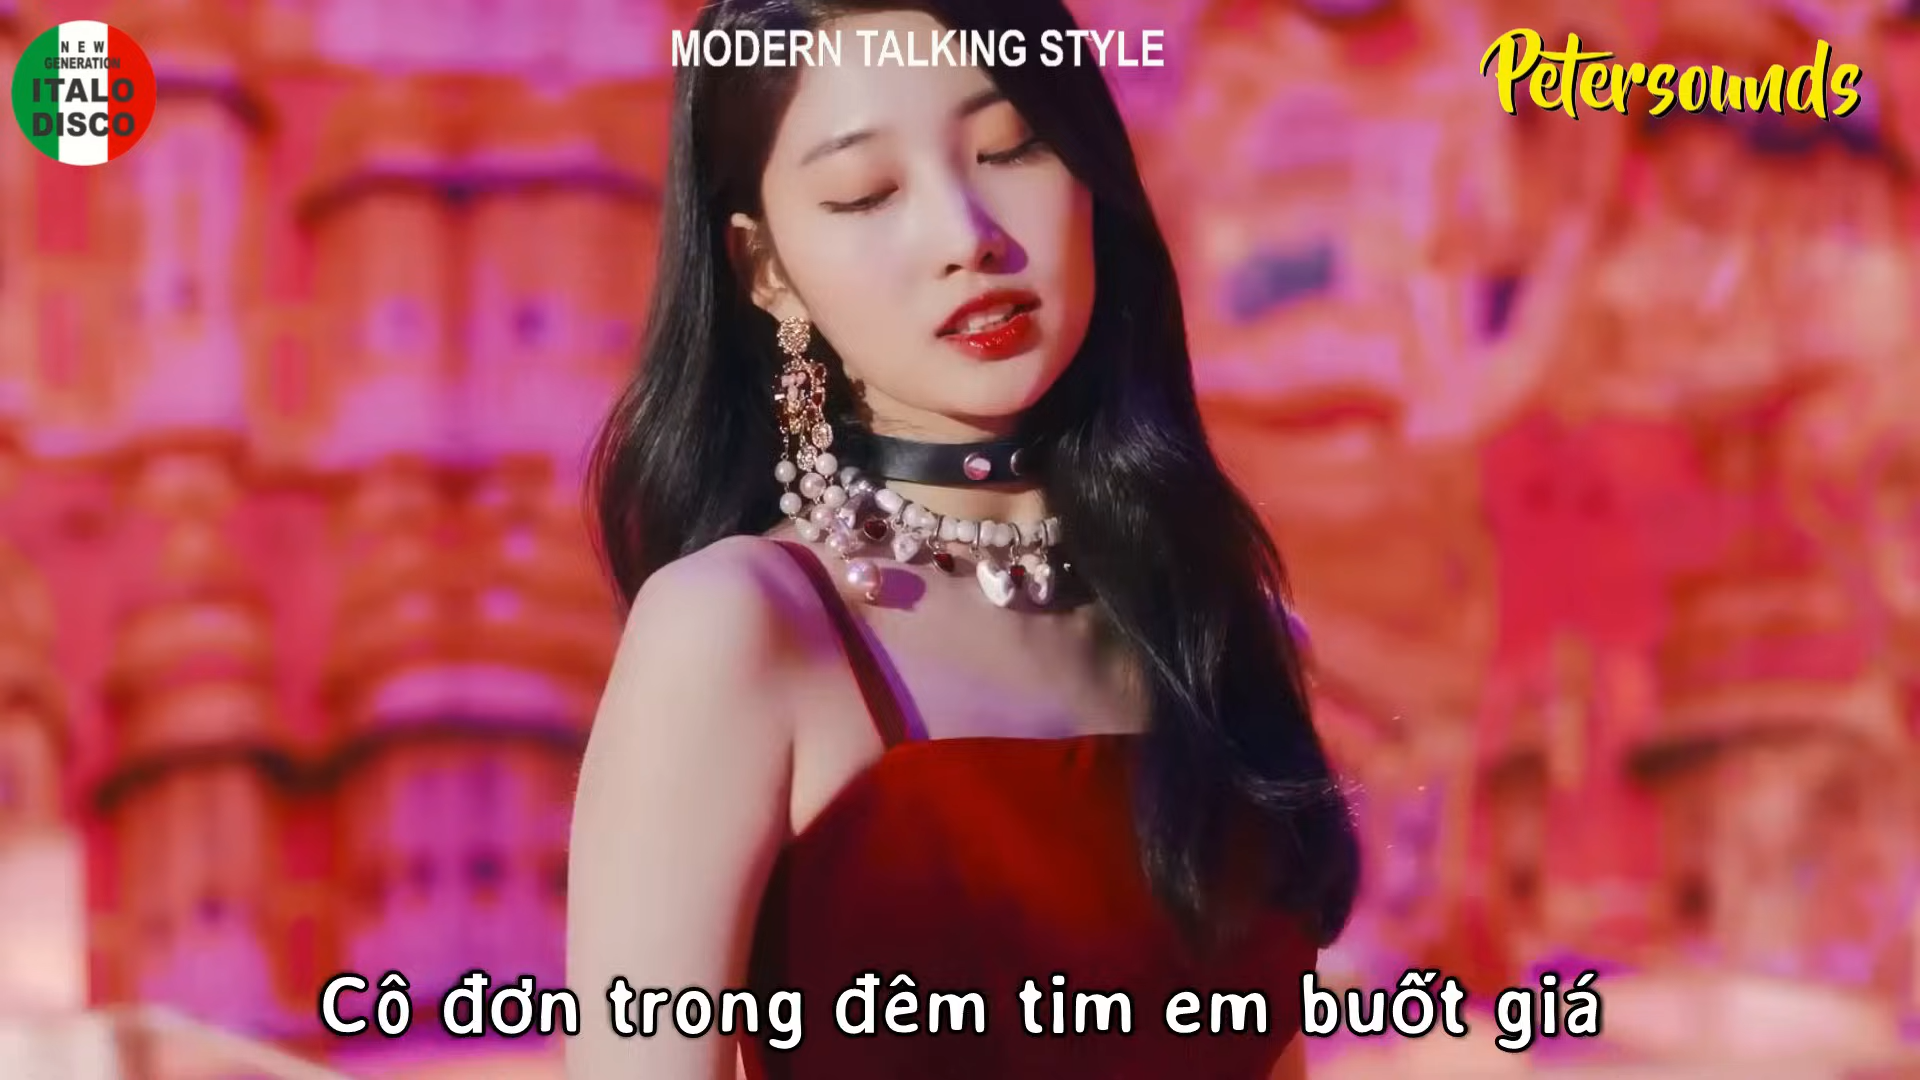 NEW
GENERATION
ITALO
DISCO
MODERN TALKING STYLE
Petersounds
Cô đơn trong đêm tim em buốt giá